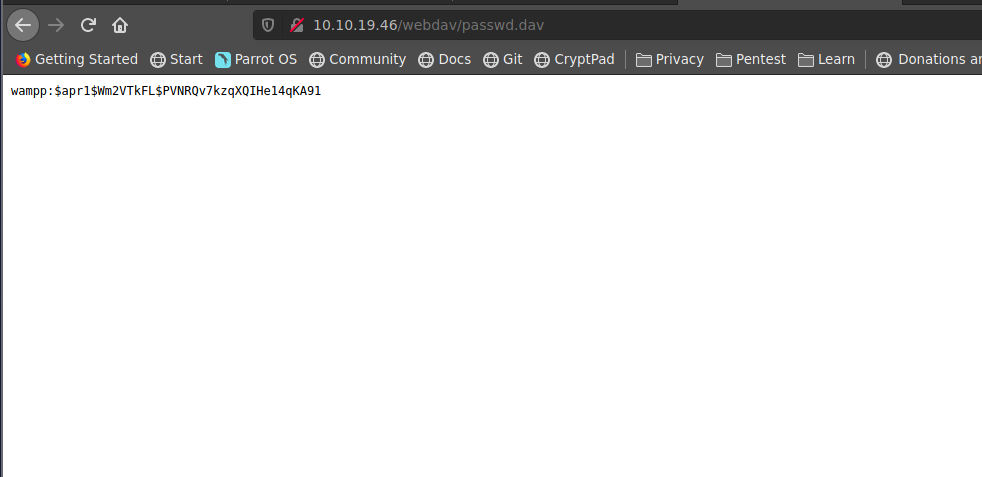 10.10.19.46/webdav/passwd.dav
Getting Started Start Parrot OS Community Docs Git CryptPad Privacy Pentest Learn Donations
wampp:$apr1$Wm2VTkFL$PVNRQv7kzqXQIHe14qKA91